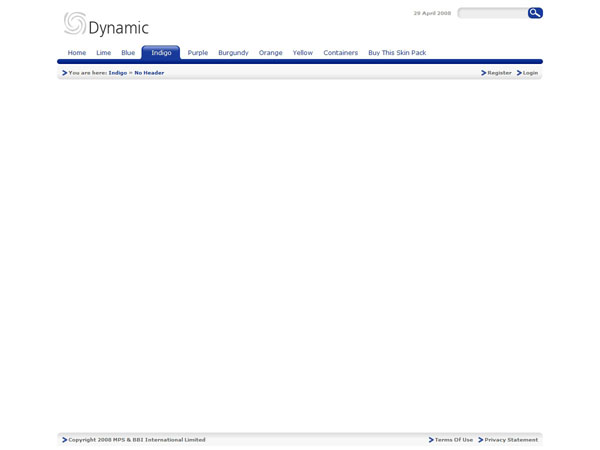 29 April 2008
Dynamic
Home Lime Blue Indigo Purple Burgundy Orange Yellow Containers Buy This Skin Pack
You are here: Indigo > No Header Register Login
Copyright 2008 MPS & BBI International Limited Terms Of Use Privacy Statement